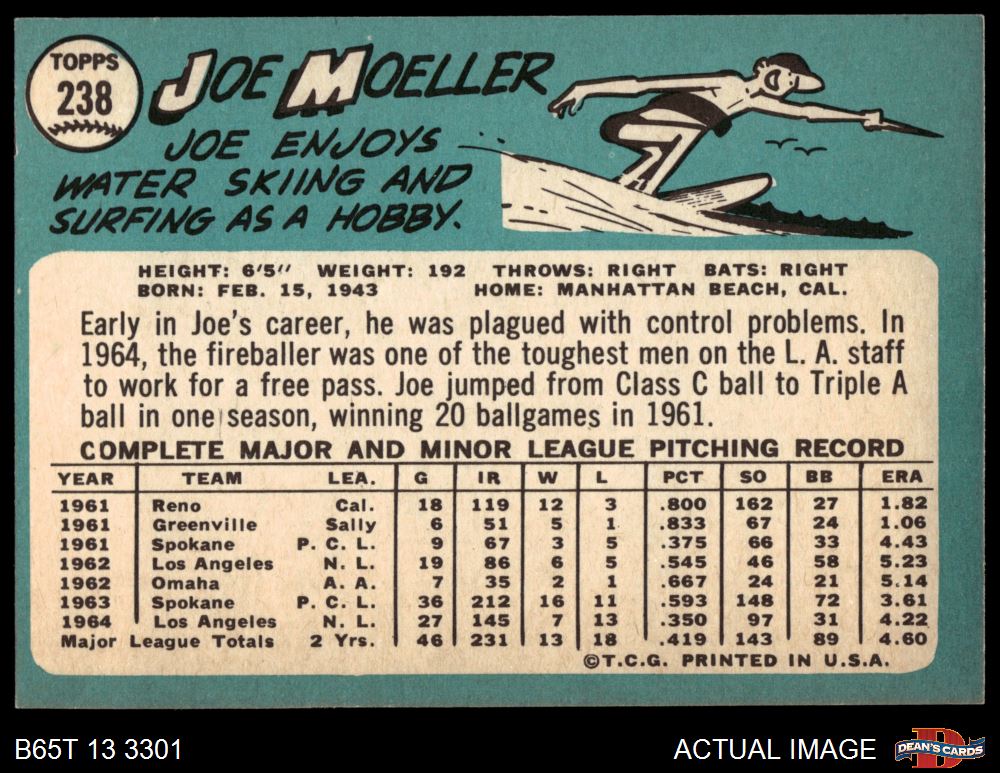 TOPPS
238
JOE MOELLER
JOE ENJOYS
WATER SKIING AND
SURFING AS A HOBBY.
HEIGHT: 6'5" WEIGHT: 192 THROWS: RIGHT BATS: RIGHT
BORN: FEB. 15, 1943 HOME: MANHATTAN BEACH, CAL.
Early in Joe's career, he was plagued with control problems. In
1964, the fireballer was one of the toughest men on the L. A. staff
to work for a free pass. Joe jumped from Class C ball to Triple A
ball in one season, winning 20 ballgames in 1961.
COMPLETE MAJOR AND MINOR LEAGUE PITCHING RECORD
YEAR TEAM LEA. G IR W L PCT SO BB ERA
1961 Reno Cal. 18 119 12 3 .800 162 27 1.82
1961 Greenville Sally 6 51 5 1 .833 67 24 1.06
1961 Spokane P. C. L. 9 67 3 5 .375 66 33 4.43
1962 Los Angeles N. L. 19 86 6 5 .545 46 58 5.23
1962 Omaha A. A. 7 35 2 1 .667 24 21 5.14
1963 Spokane P. C. L. 36 212 16 11 .593 148 72 3.61
1964 Los Angeles N. L. 27 145 7 13 .350 97 31 4.22
Major League Totals 2 Yrs. 46 231 13 18 .419 143 89 4.60
©T.C.G. PRINTED IN U.S.A.
B65T 13 3301 ACTUAL IMAGE
D
DEAN'S CARDS